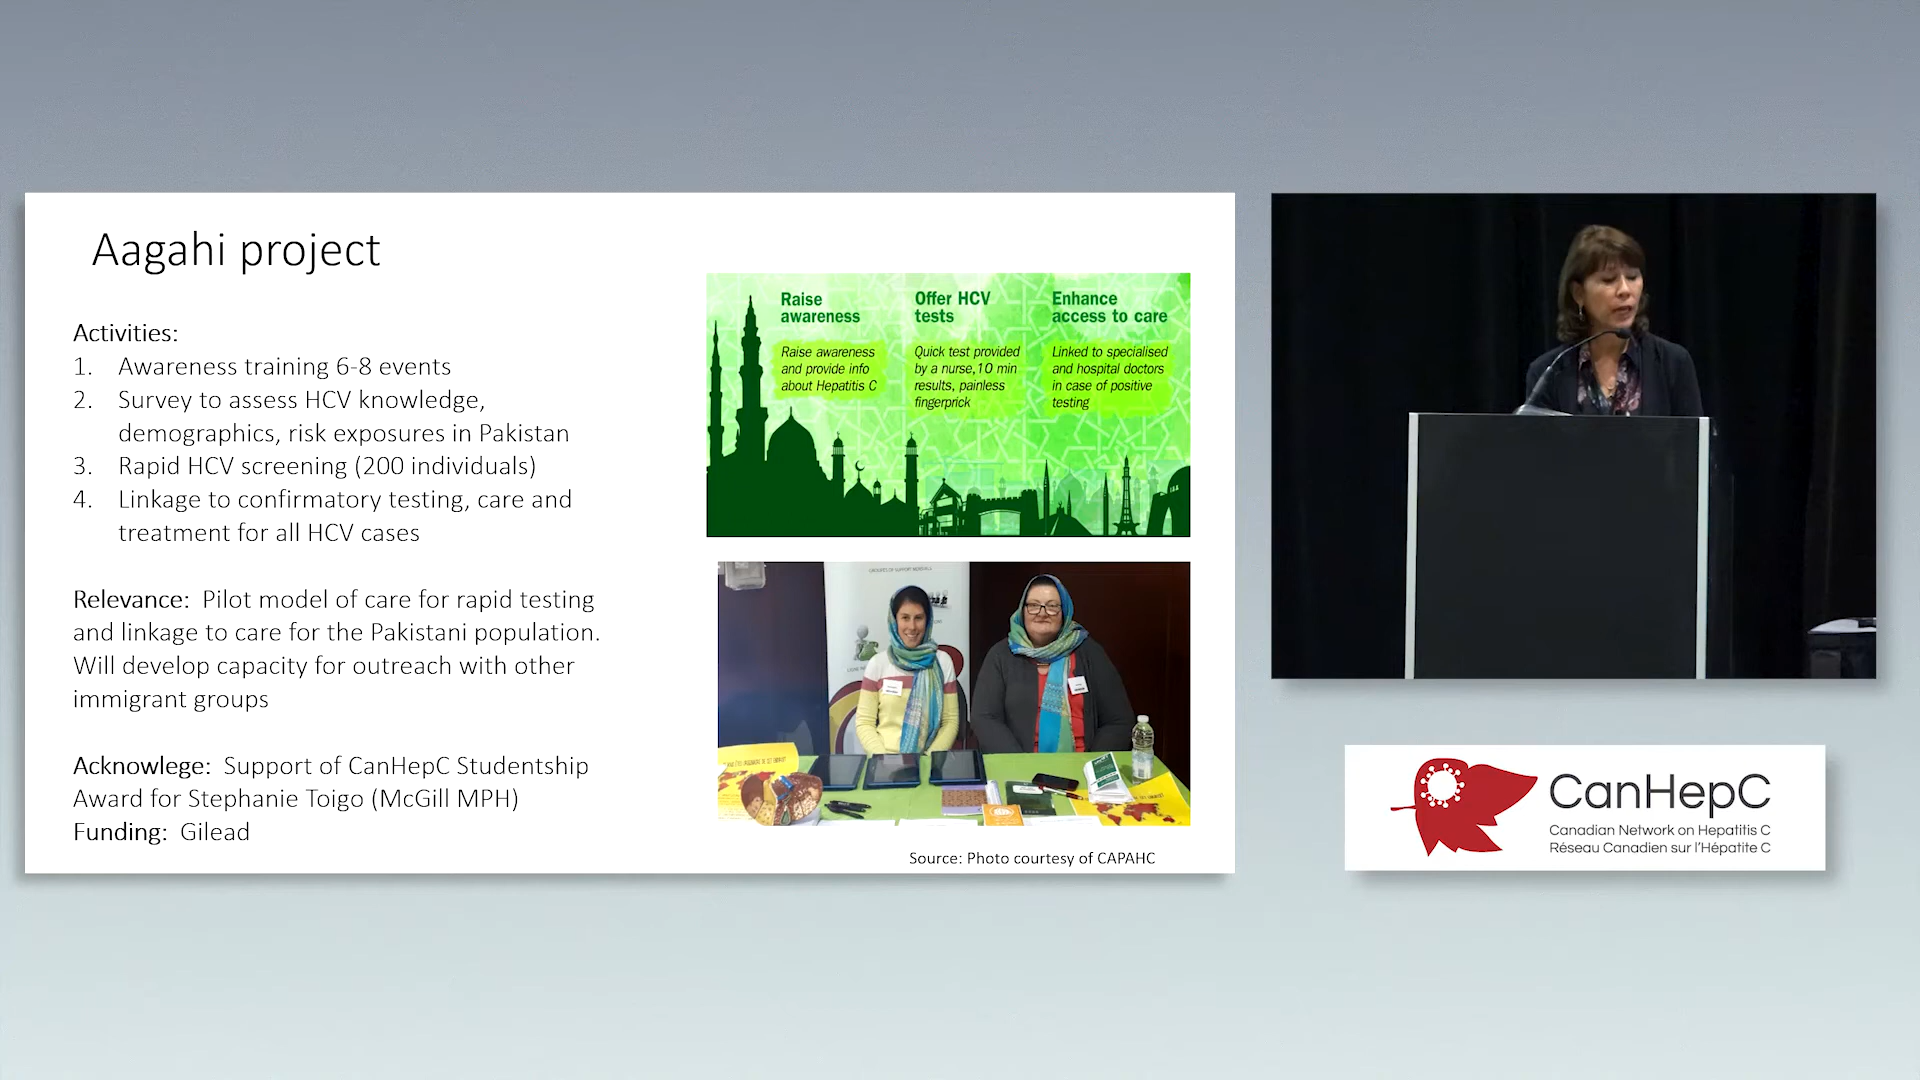 Aagahi project
Activities:
1. Awareness training 6-8 events
2. Survey to assess HCV knowledge,
demographics, risk exposures in Pakistan
3. Rapid HCV screening (200 individuals)
4. Linkage to confirmatory testing, care and
treatment for all HCV cases
Relevance: Pilot model of care for rapid testing
and linkage to care for the Pakistani population.
Will develop capacity for outreach with other
immigrant groups
Acknowlege: Support of CanHepC Studentship
Award for Stephanie Toigo (McGill MPH)
Funding: Gilead
Raise
awareness
Raise awareness
and provide info
about Hepatitis C
Offer HCV
tests
Quick test provided
by a nurse,10 min
results, painless
fingerprick
Enhance
access to care
Linked to specialised
and hospital doctors
in case of positive
testing
Source: Photo courtesy of CAPAHC
CanHepC
Canadian Network on Hepatitis C
Réseau Canadien sur l'Hépatite C